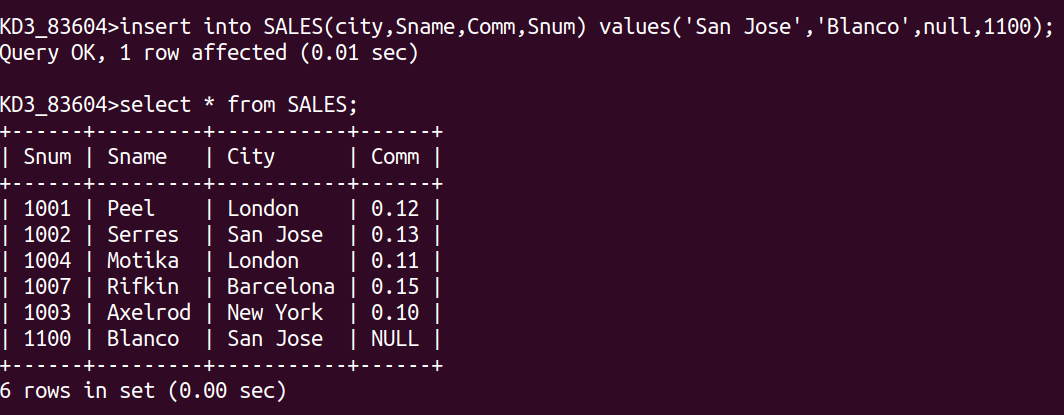 KD3_83604>insert into SALES(city,Sname,Comm,Snum) values('San Jose','Blanco',null,1100);
Query OK, 1 row affected (0.01 sec)

KD3_83604>select * from SALES;
+------+---------+-----------+------+
| Snum | Sname   | City      | Comm |
+------+---------+-----------+------+
| 1001 | Peel    | London    | 0.12 |
| 1002 | Serres  | San Jose  | 0.13 |
| 1004 | Motika  | London    | 0.11 |
| 1007 | Rifkin  | Barcelona | 0.15 |
| 1003 | Axelrod | New York  | 0.10 |
| 1100 | Blanco  | San Jose  | NULL |
+------+---------+-----------+------+
6 rows in set (0.00 sec)